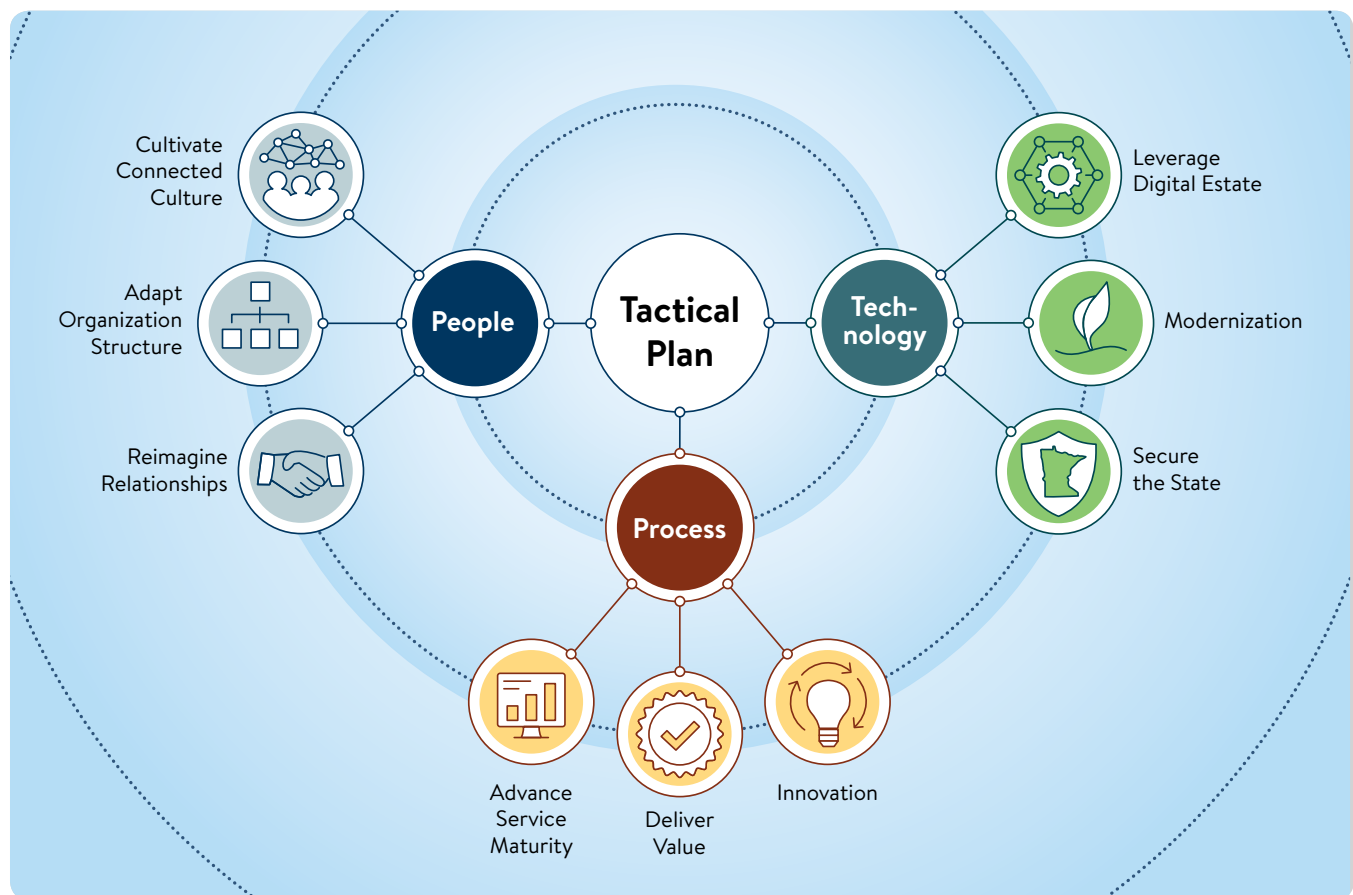 Cultivate
Connected
Culture
Adapt
Organization
Structure
Reimagine
Relationships
People
Tactical
Plan
Tech-
nology
Leverage
Digital Estate
Modernization
Secure
the State
Process
Advance
Service
Maturity
Deliver
Value
Innovation